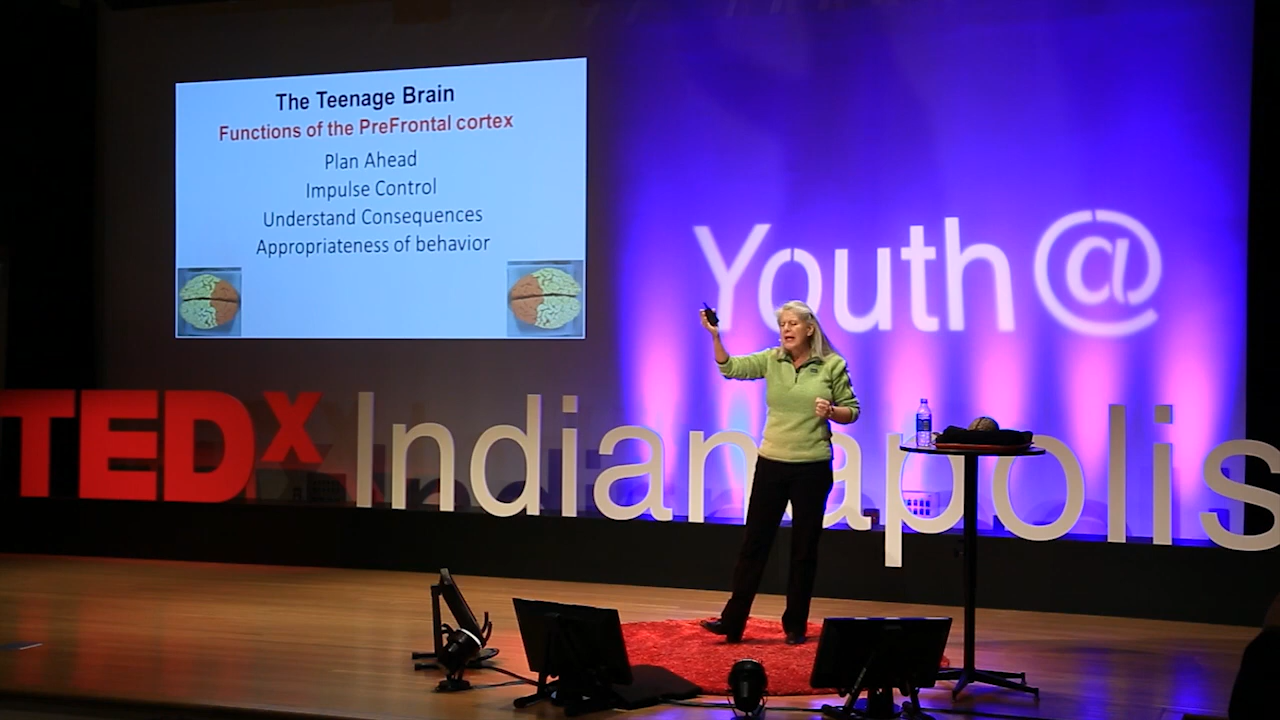 The Teenage Brain
Functions of the PreFrontal cortex
Plan Ahead
Impulse Control
Understand Consequences
Appropriateness of behavior
Youth@
TEDx Indianapolis